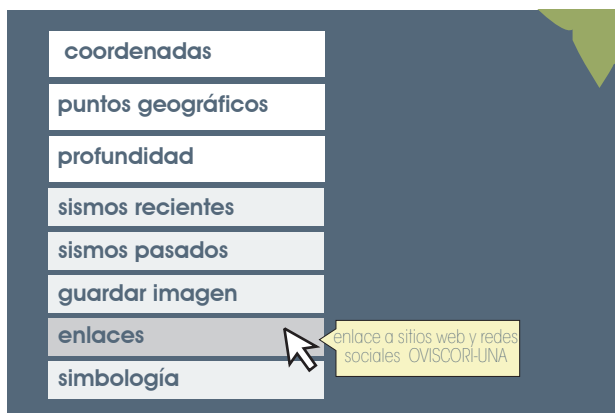 coordenadas
puntos geográficos
profundidad
sismos recientes
sismos pasados
guardar imagen
enlaces
enlace a sitios web y redes
sociales OVISCORI-UNA
simbología